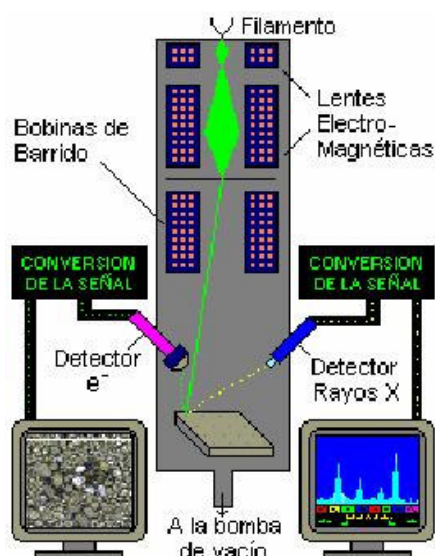 Filamento
Lentes
Electro-
Magnéticas
Bobinas de
Barrido
CONVERSION
DE LA SEÑAL
CONVERSION
DE LA SEÑAL
Detector
e-
Detector
Rayos X
A la bomba
de vacío